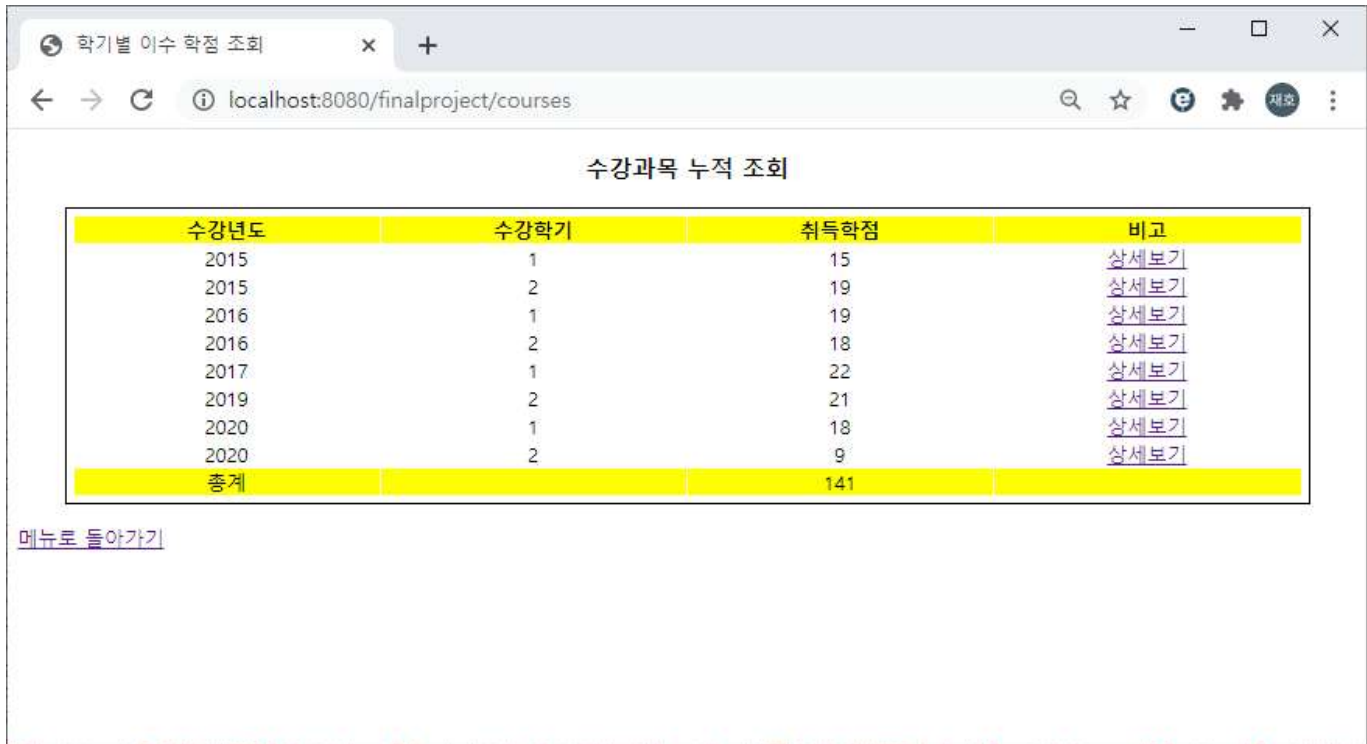 학기별 이수 학점 조회
localhost:8080/finalproject/courses
재호
수강과목 누적 조회
수강년도 수강학기 취득학점 비고
2015 1 15 상세보기
2015 2 19 상세보기
2016 1 19 상세보기
2016 2 18 상세보기
2017 1 22 상세보기
2019 2 21 상세보기
2020 1 18 상세보기
2020 2 9 상세보기
총계 141
메뉴로 돌아가기